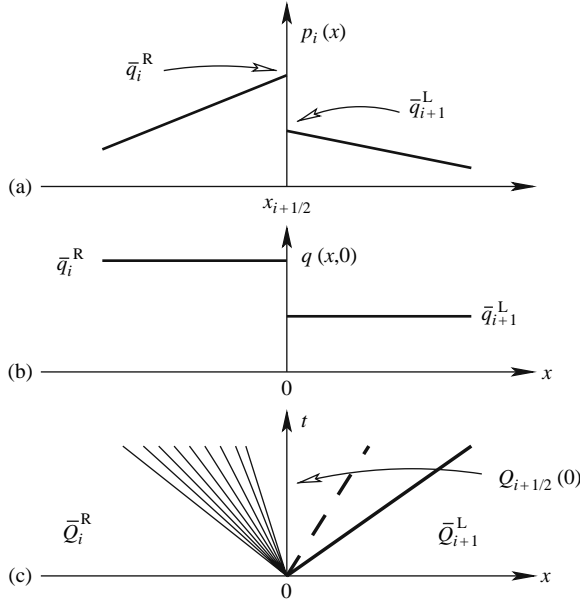 p_i (x)
q̄_i^R
q̄_{i+1}^L
(a)
x_{i+1/2}
q̄_i^R
q (x,0)
q̄_{i+1}^L
(b)
0
x
t
Q_{i+1/2} (0)
Q̄_i^R
Q̄_{i+1}^L
(c)
0
x